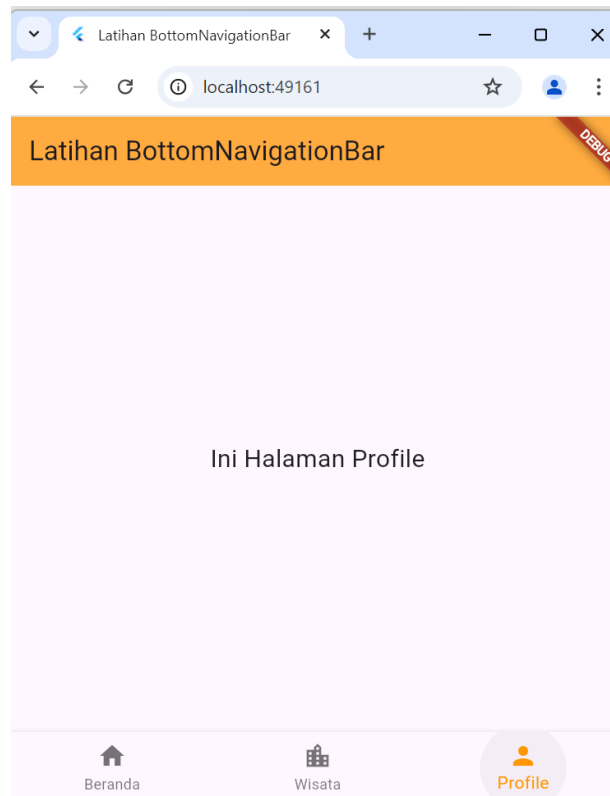 Latihan BottomNavigationBar
localhost:49161
Latihan BottomNavigationBar
DEBUG
Ini Halaman Profile
Beranda
Wisata
Profile